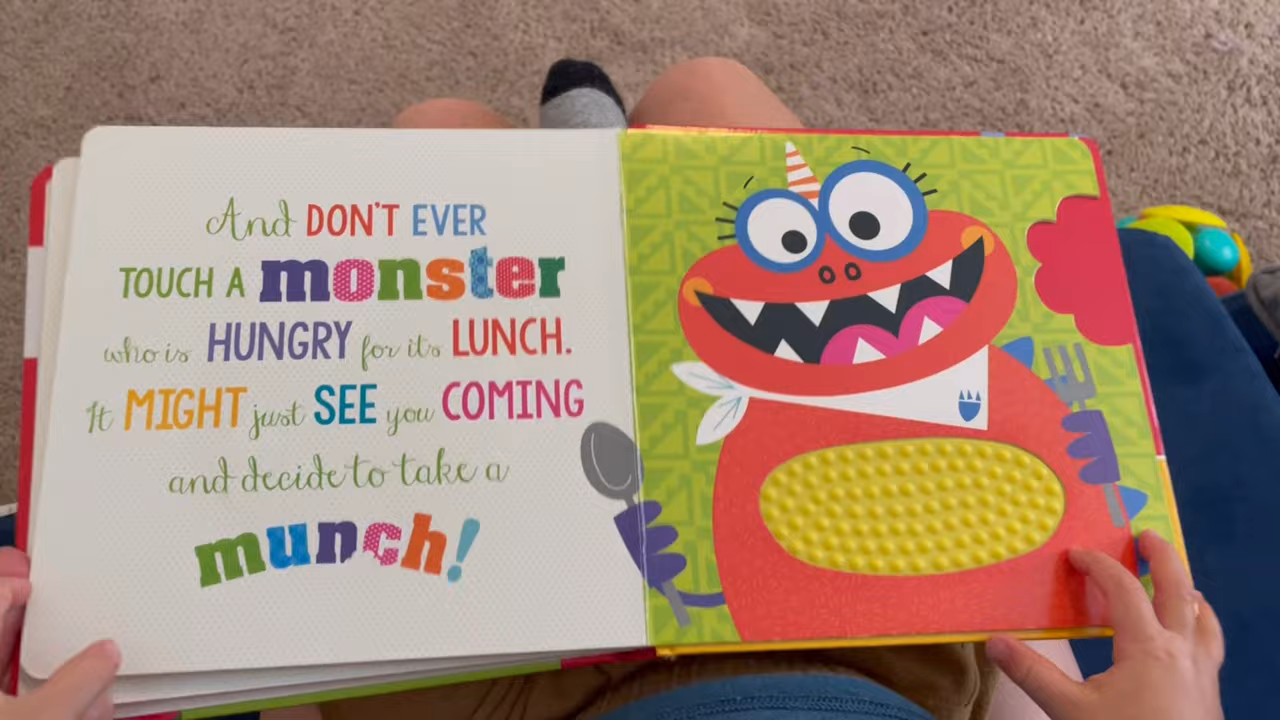 And DON'T EVER
TOUCH A monster
who is HUNGRY for it's LUNCH.
It MIGHT just SEE you COMING
and decide to take a
munch!